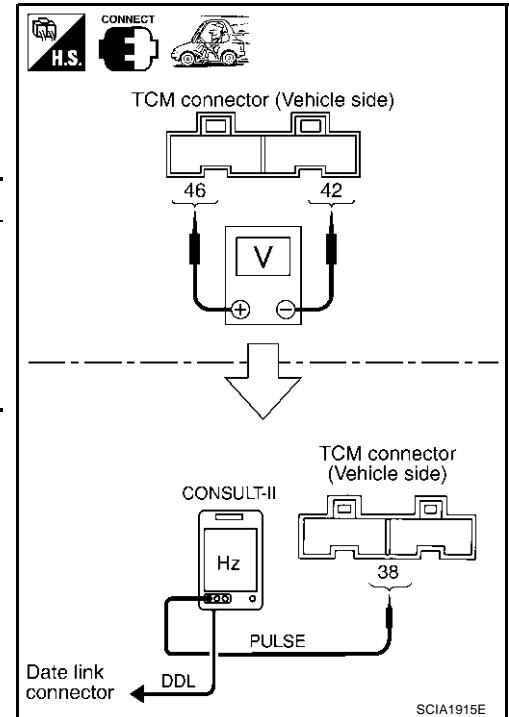 H.S.
CONNECT
TCM connector (Vehicle side)
46 42
V
+ −
TCM connector
(Vehicle side)
CONSULT-II
Hz
38
PULSE
Date link
connector
DDL
SCIA1915E